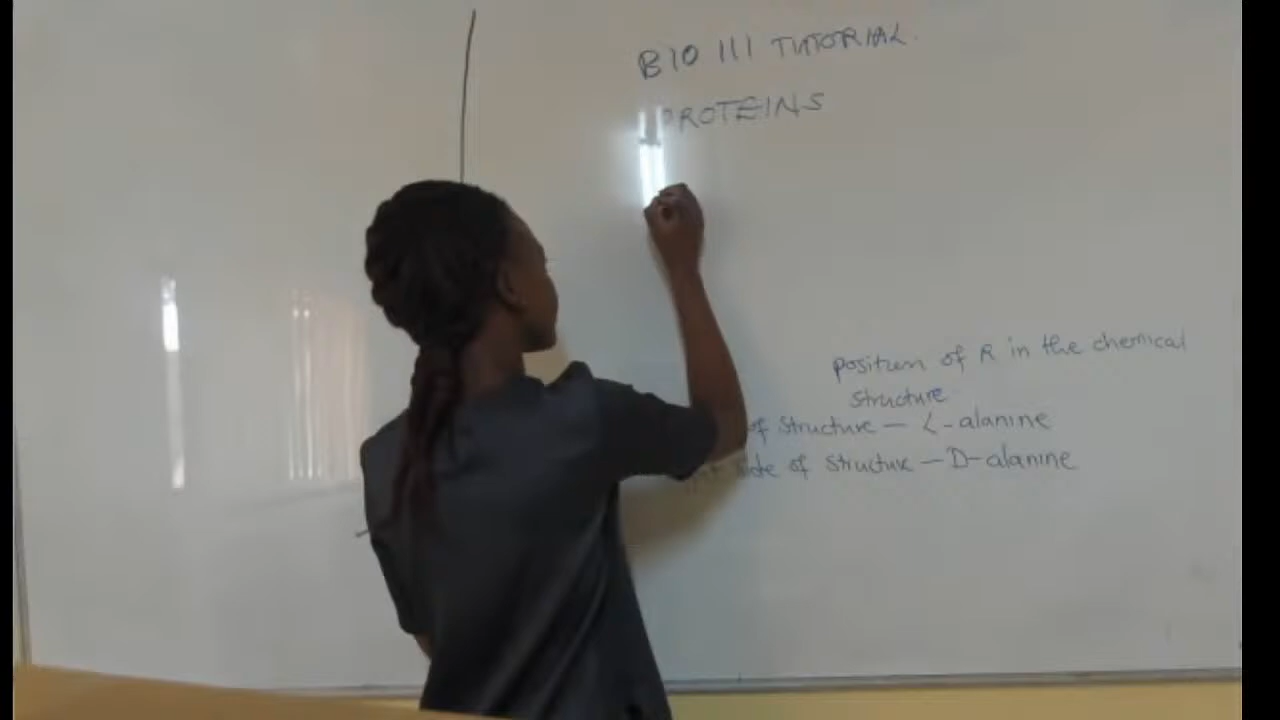 BIO 111 TUTORIAL.
PROTEINS
position of R in the chemical
structure
of structure - L-alanine
side of structure - D-alanine